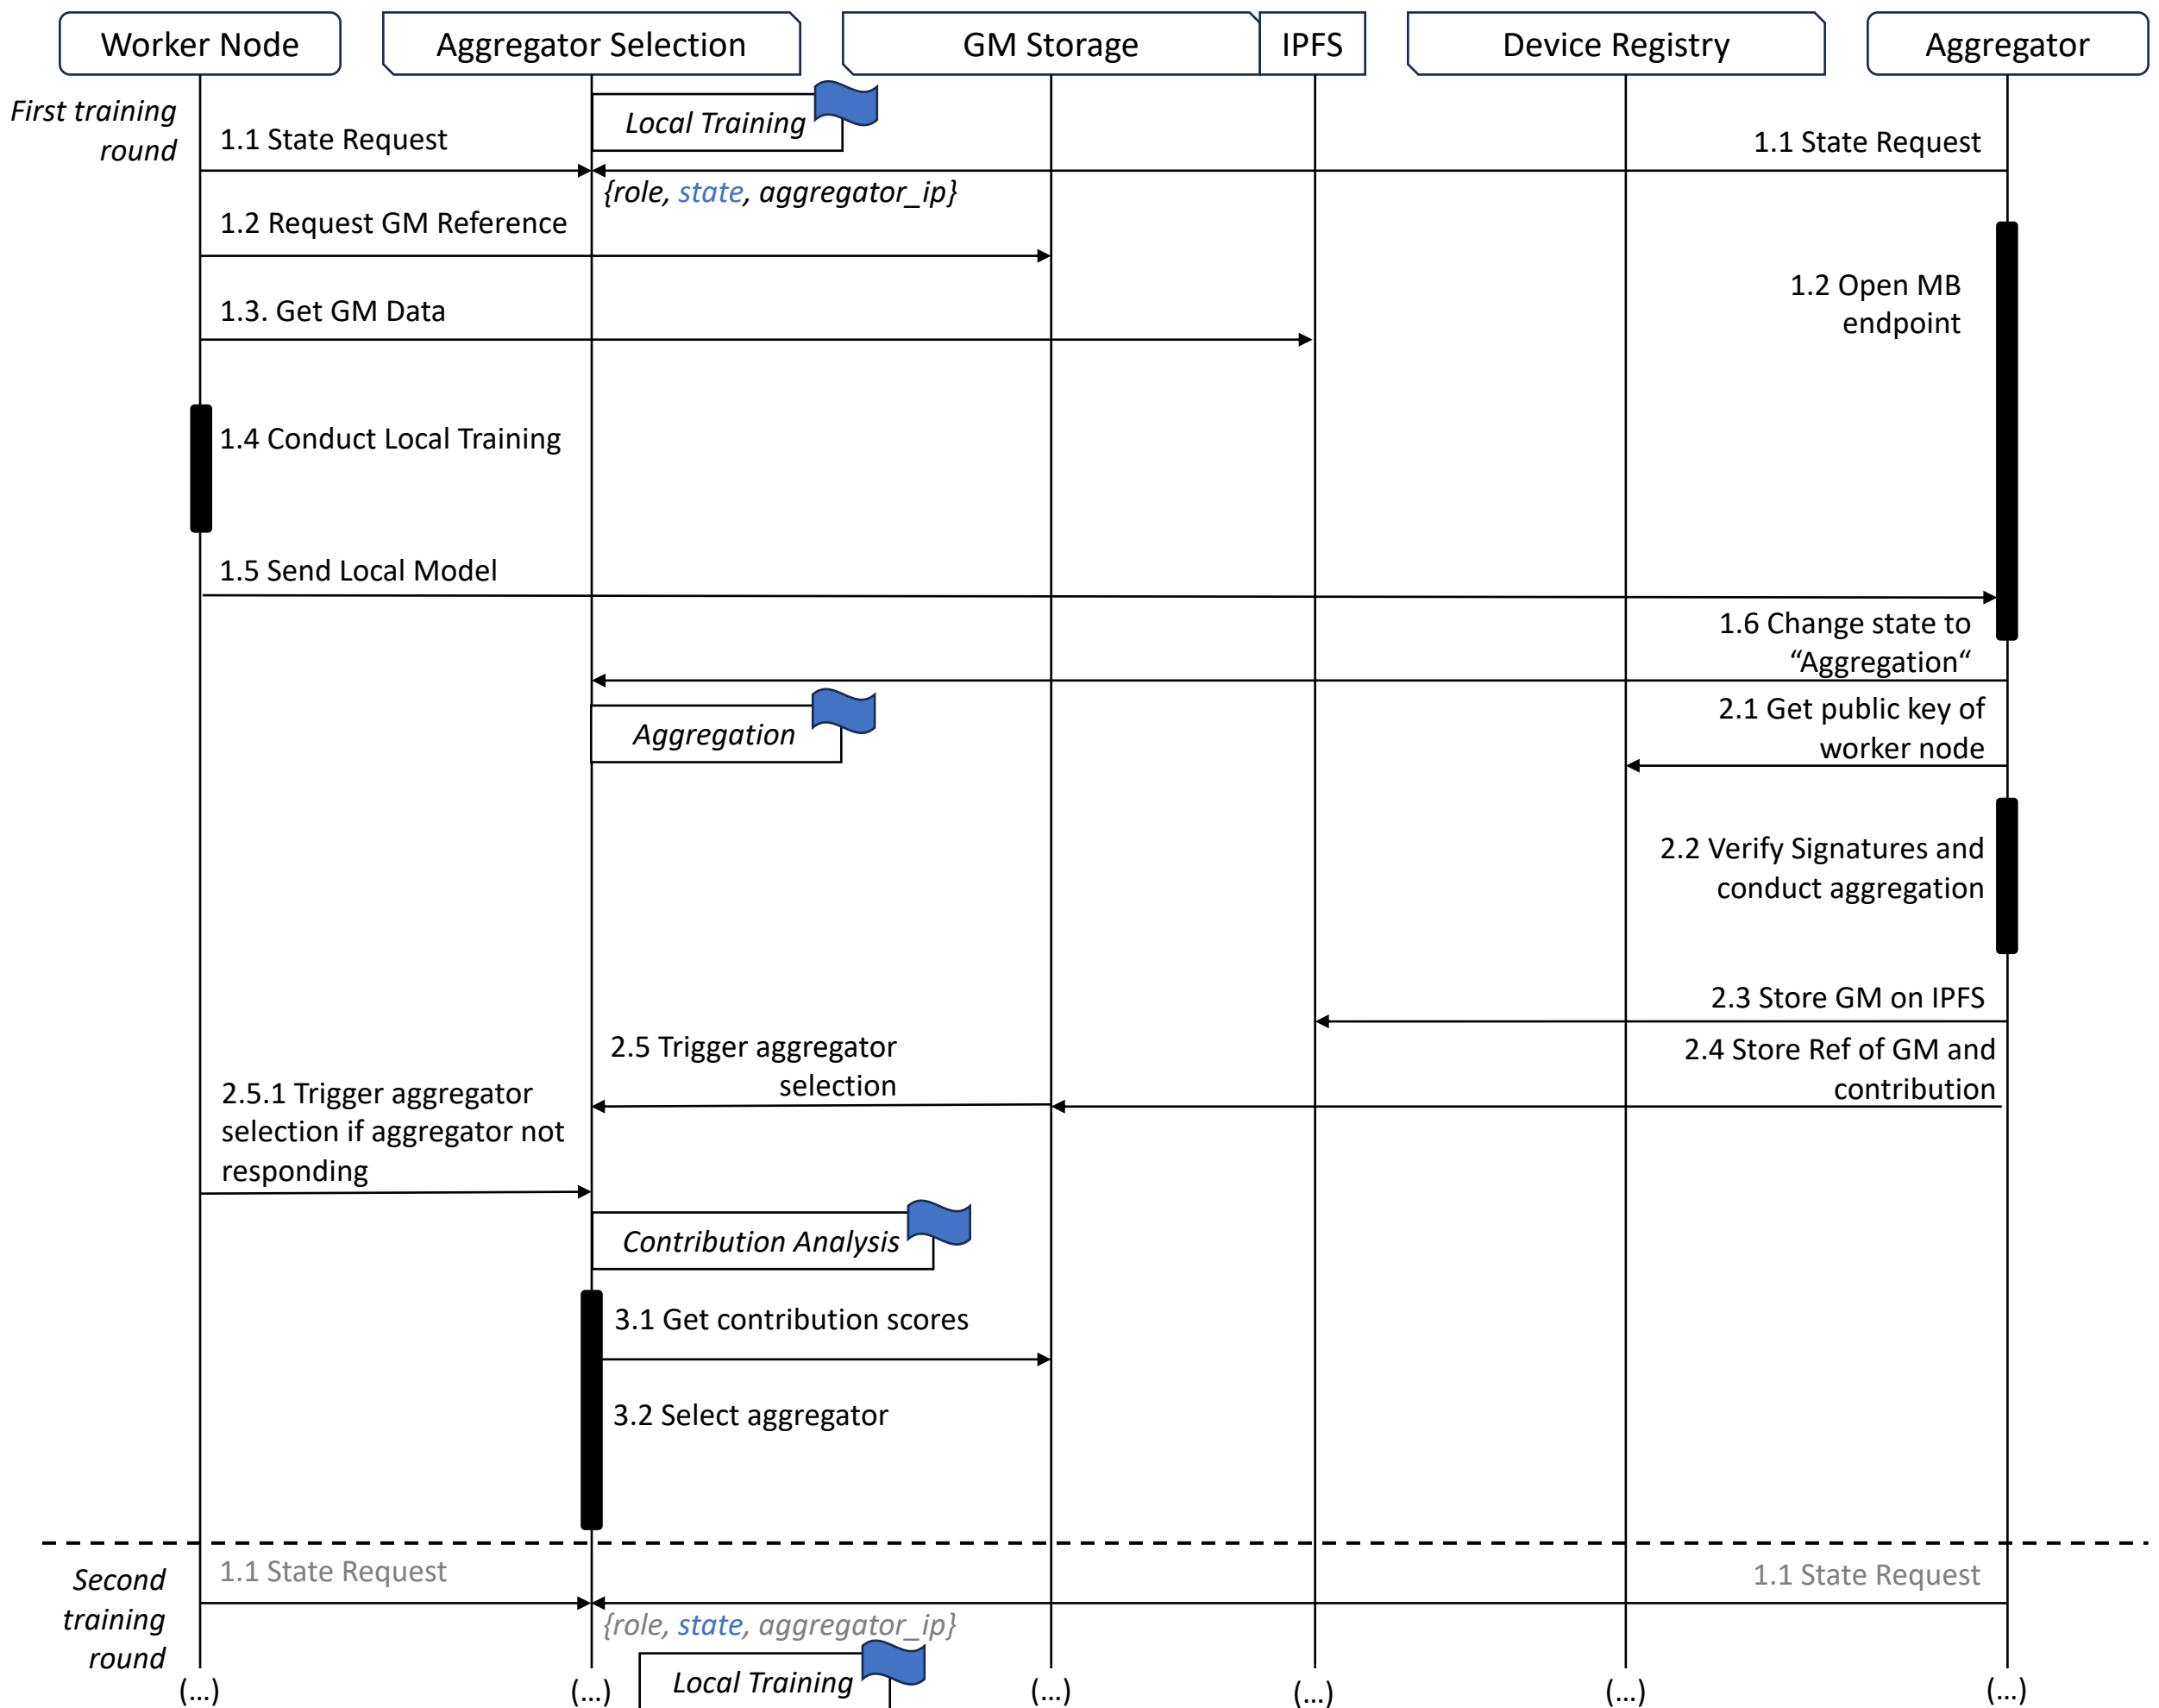 Worker Node
Aggregator Selection
GM Storage
IPFS
Device Registry
Aggregator
First training
round
Local Training
1.1 State Request
1.1 State Request
{role, state, aggregator_ip}
1.2 Request GM Reference
1.2 Open MB
endpoint
1.3. Get GM Data
1.4 Conduct Local Training
1.5 Send Local Model
1.6 Change state to
“Aggregation“
Aggregation
2.1 Get public key of
worker node
2.2 Verify Signatures and
conduct aggregation
2.3 Store GM on IPFS
2.4 Store Ref of GM and
contribution
2.5 Trigger aggregator
selection
2.5.1 Trigger aggregator
selection if aggregator not
responding
Contribution Analysis
3.1 Get contribution scores
3.2 Select aggregator
Second
training
round
1.1 State Request
1.1 State Request
{role, state, aggregator_ip}
Local Training
(...)
(...)
(...)
(...)
(...)
(...)